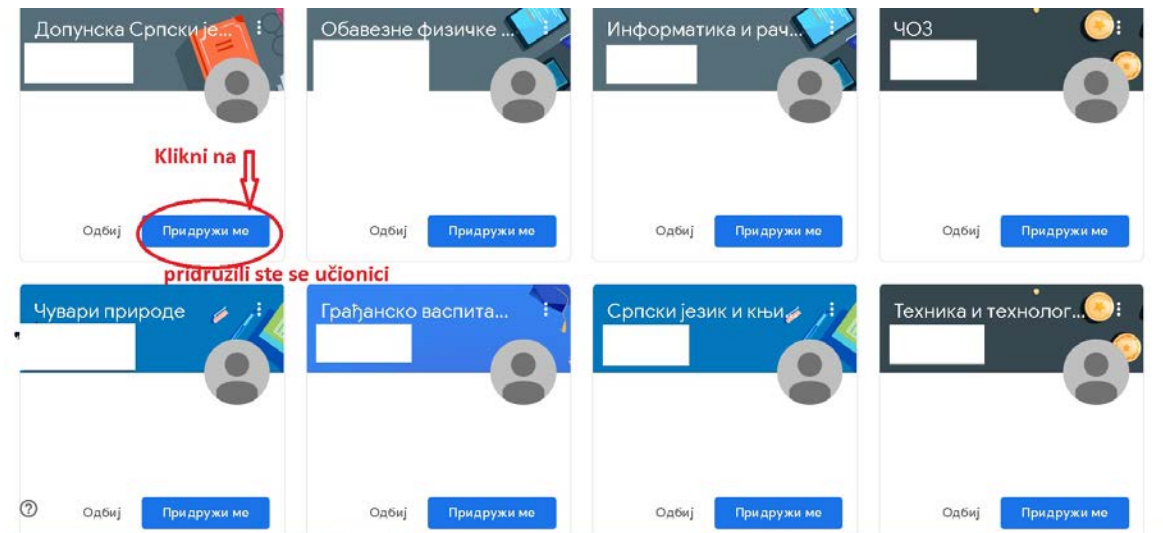 Допунска Српски је...
Обавезне физичке ...
Информатика и рач...
ЧОЗ
Klikni na
Одбиј Придружи ме
Одбиј Придружи ме
Одбиј Придружи ме
Одбиј Придружи ме
pridružili ste se učionici
Чувари природе
Грађанско васпита...
Српски језик и књи...
Техника и технолог...
Одбиј Придружи ме
Одбиј Придружи ме
Одбиј Придружи ме
Одбиј Придружи ме